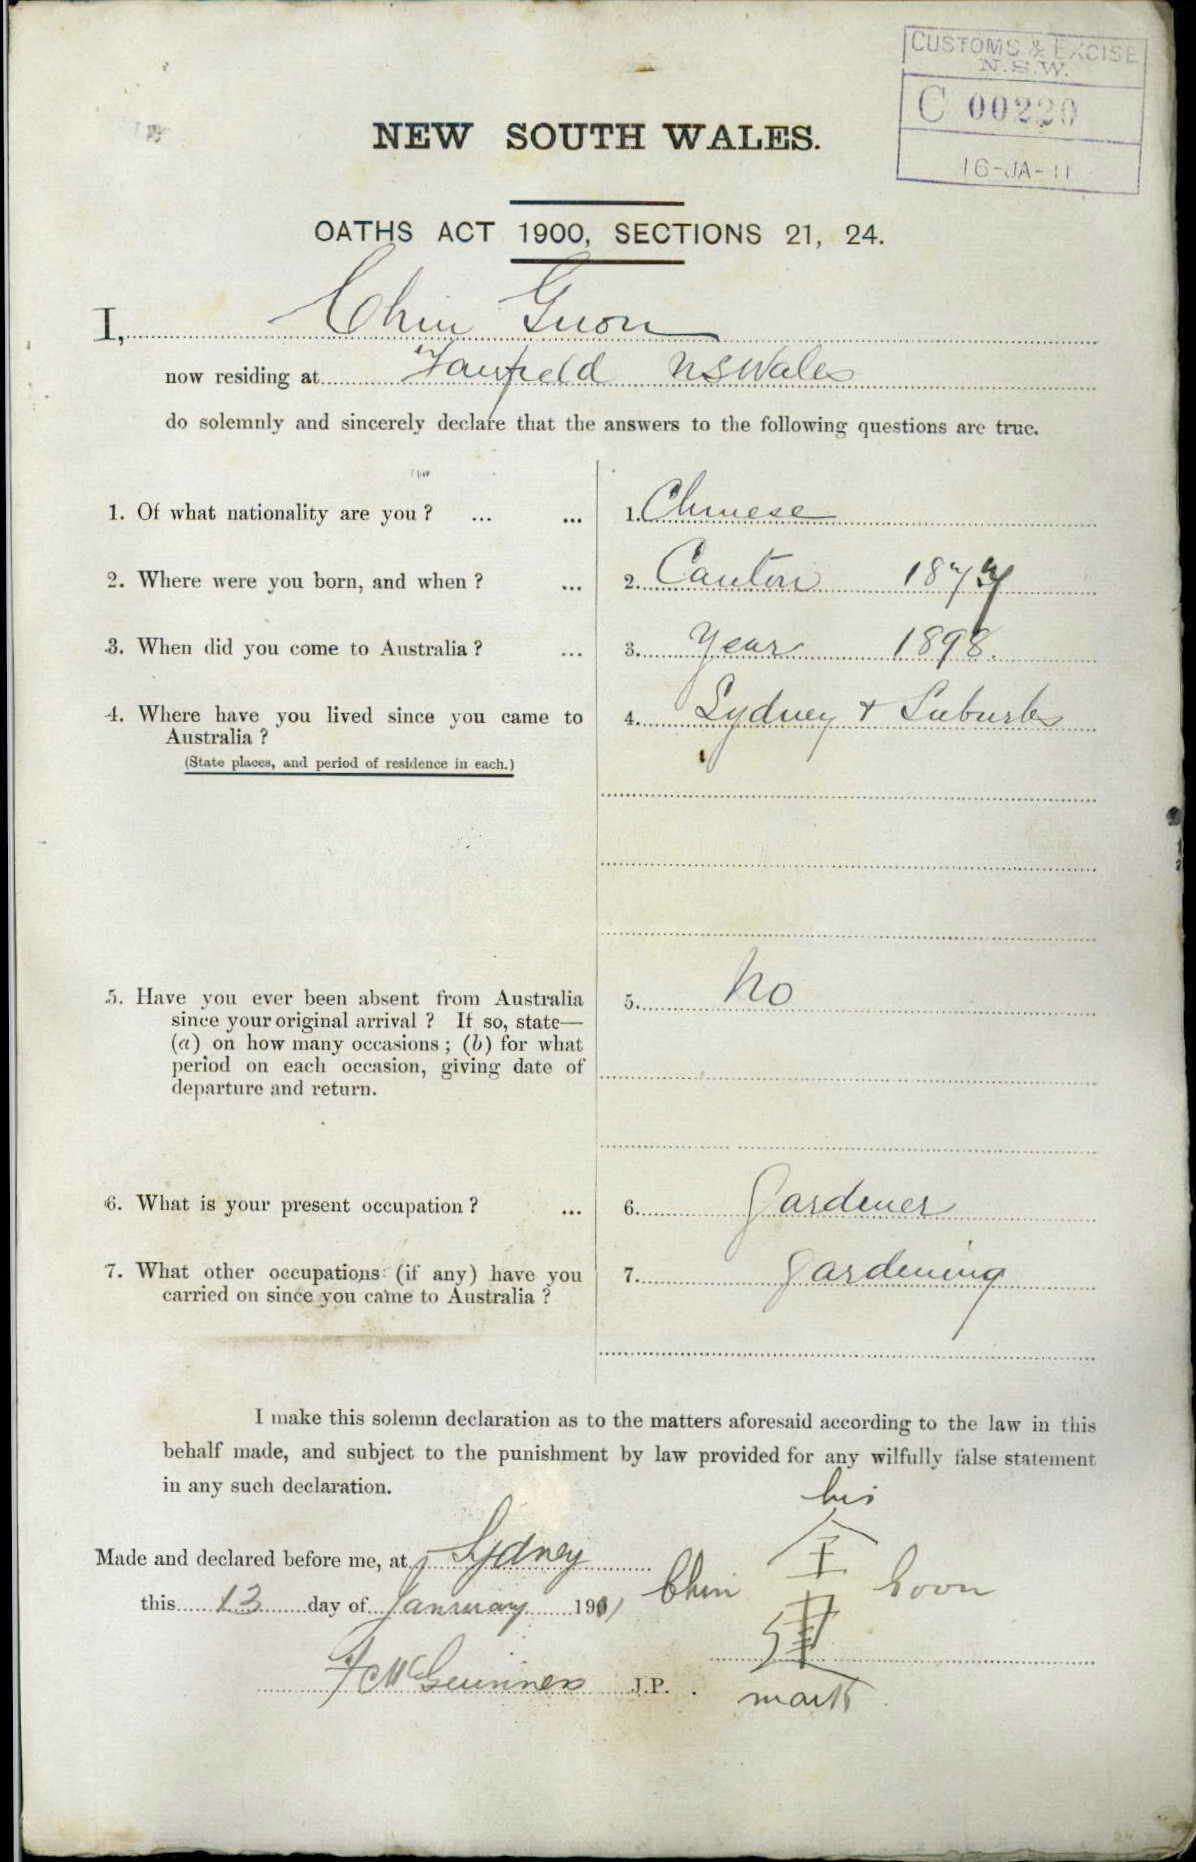 CUSTOMS & EXCISE
N.S.W.
C 00220
16-JA-11
NEW SOUTH WALES.
OATHS ACT 1900, SECTIONS 21, 24.
I, Chin Guon
now residing at Fairfield NSWales
do solemnly and sincerely declare that the answers to the following questions are true.
1. Of what nationality are you ? ... ... 1. Chinese
2. Where were you born, and when ? ... 2. Canton 1877
3. When did you come to Australia ? ... 3. Year 1898.
4. Where have you lived since you came to 4. Sydney + Suburbs
Australia ?
(State places, and period of residence in each.)
5. Have you ever been absent from Australia 5. No
since your original arrival ? If so, state—
(a) on how many occasions ; (b) for what
period on each occasion, giving date of
departure and return.
6. What is your present occupation ? ... 6. Gardener
7. What other occupations (if any) have you 7. Gardening
carried on since you came to Australia ?
I make this solemn declaration as to the matters aforesaid according to the law in this
behalf made, and subject to the punishment by law provided for any wilfully false statement
in any such declaration.
his
Made and declared before me, at Sydney
this 13 day of January 1911 Chin 全 Goon
建
J.P.
mark